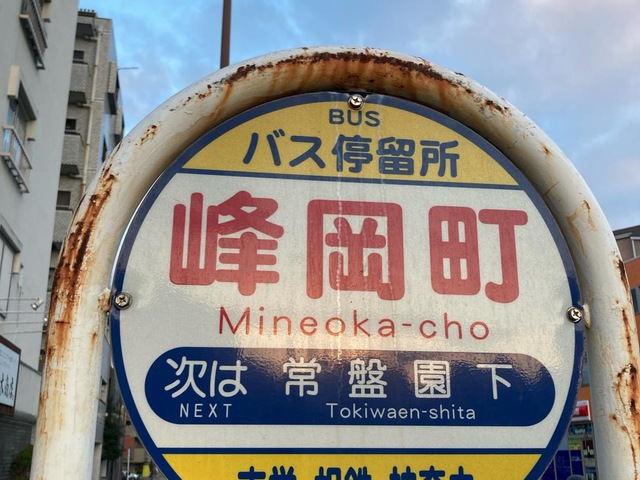 BUS
バス停留所
峰岡町
Mineoka-cho
次は 常盤園下
NEXT Tokiwaen-shita